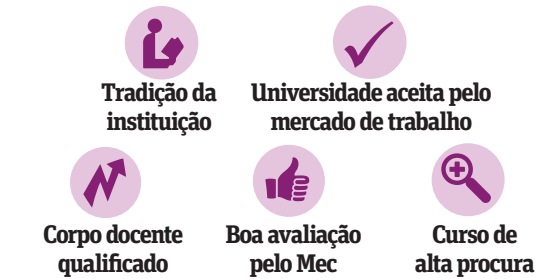 Tradição da
instituição
Universidade aceita pelo
mercado de trabalho
Corpo docente
qualificado
Boa avaliação
pelo Mec
Curso de
alta procura